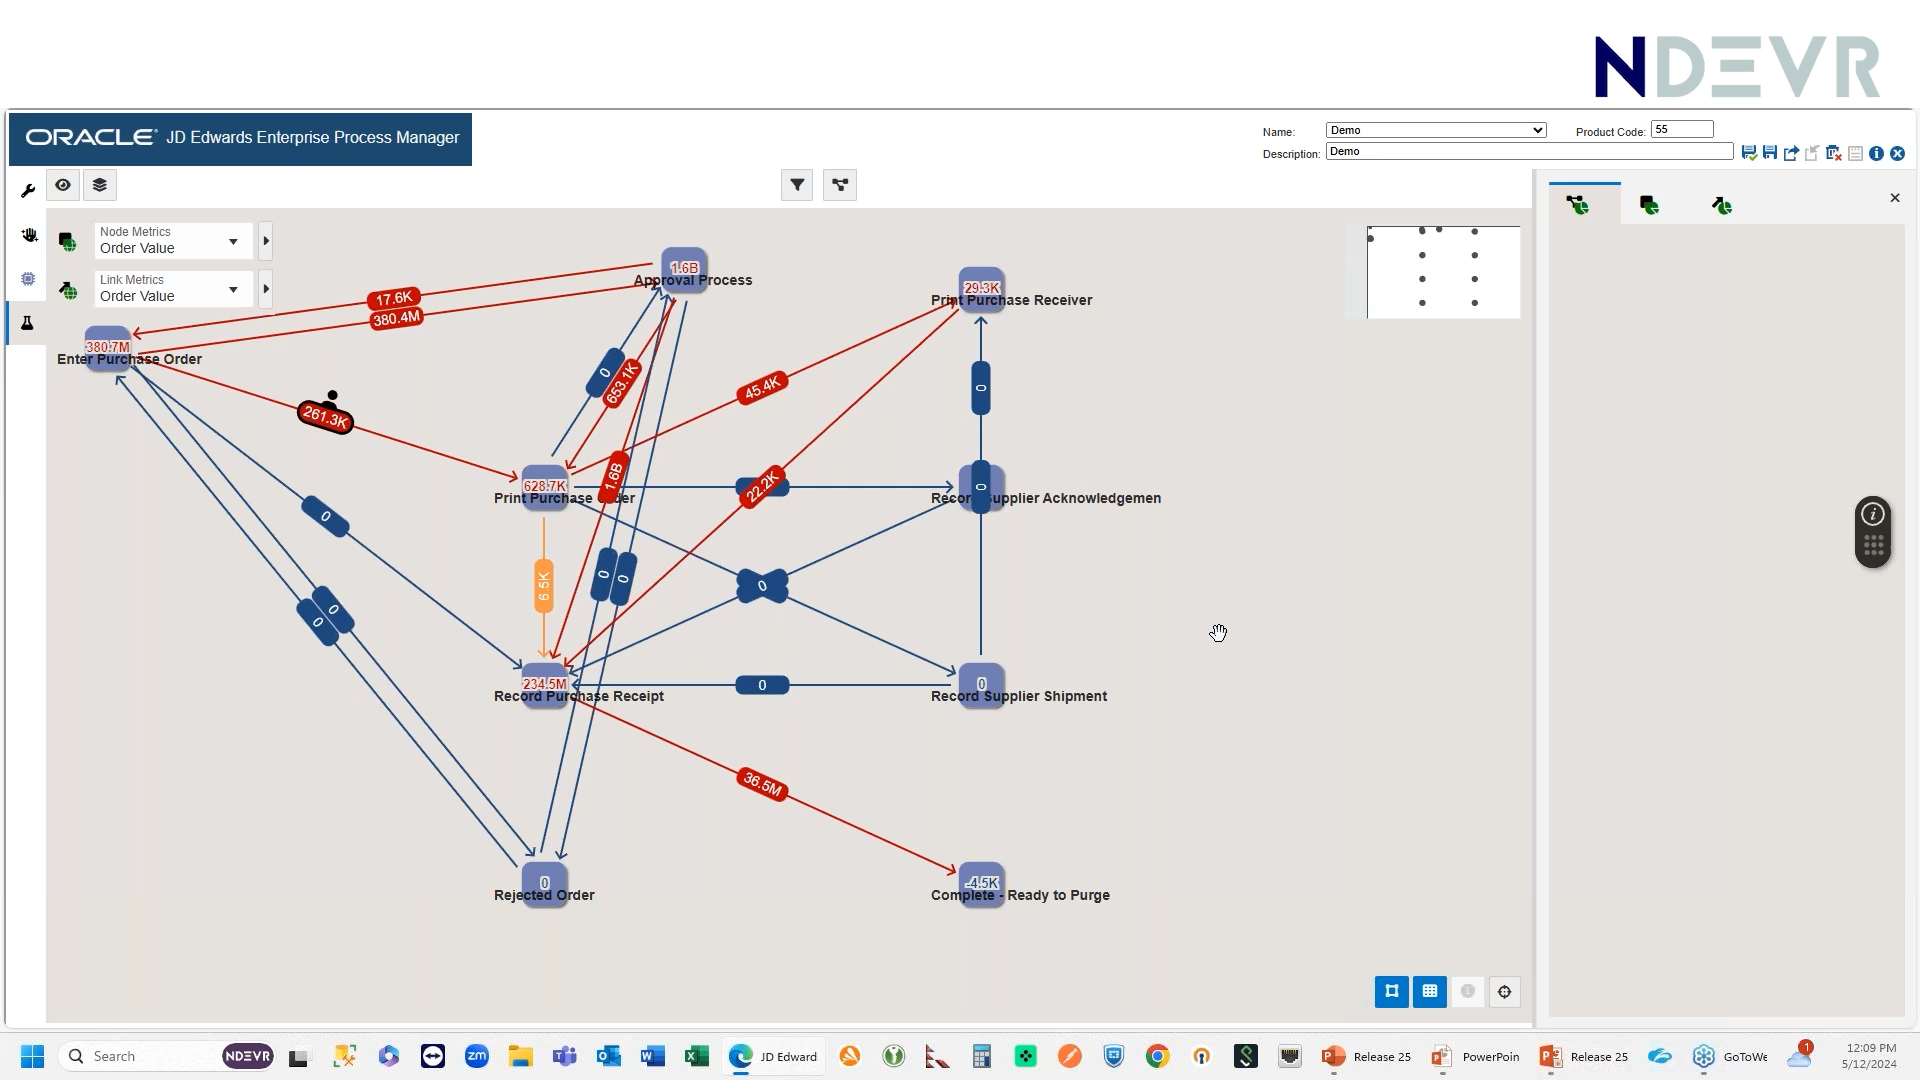 NDEVR
ORACLE JD Edwards Enterprise Process Manager
Name: Demo
Product Code: 55
Description: Demo
Node Metrics
Order Value
Link Metrics
Order Value
1.6B
Approval Process
29.3K
Print Purchase Receiver
17.6K
380.4M
380.7M
Enter Purchase Order
0
653.1K
45.4K
0
261.3K
628.7K
Print Purchase Order
1.6B
22.2K
0
Record Supplier Acknowledgemen
0
6.5K
0
0
0
0
0
234.5M
Record Purchase Receipt
0
0
Record Supplier Shipment
36.5M
0
Rejected Order
-4.5K
Complete - Ready to Purge
Search
NDEVR
zm
JD Edward
Release 25
PowerPoin
Release 25
GoToWe
1
12:09 PM
5/12/2024